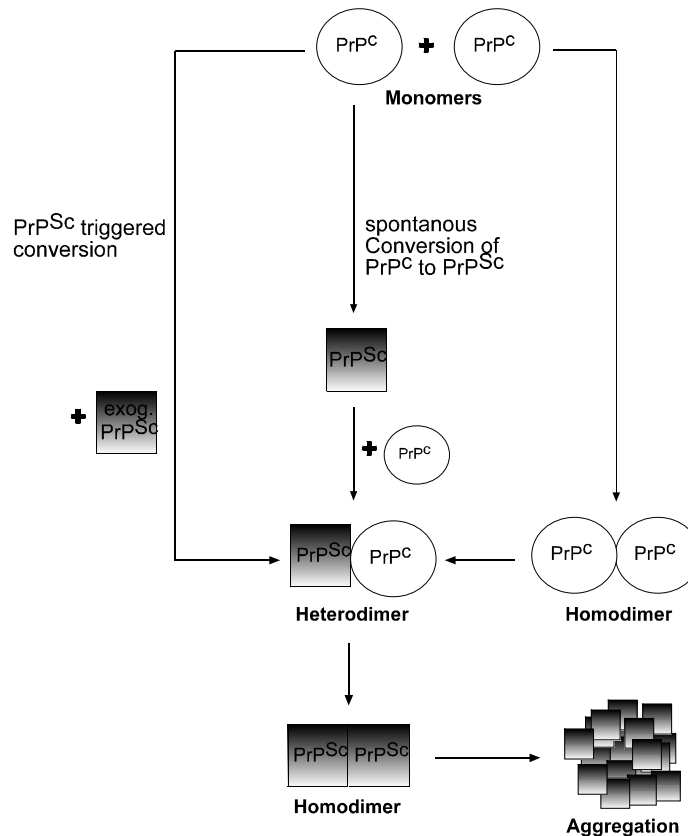 PrPC + PrPC
Monomers
PrPSc triggered
conversion
spontanous
Conversion of
PrPC to PrPSc
PrPSc
+ exog.
PrPSc
+ PrPC
PrPSc PrPC
Heterodimer
PrPC PrPC
Homodimer
PrPSc PrPSc
Homodimer
Aggregation